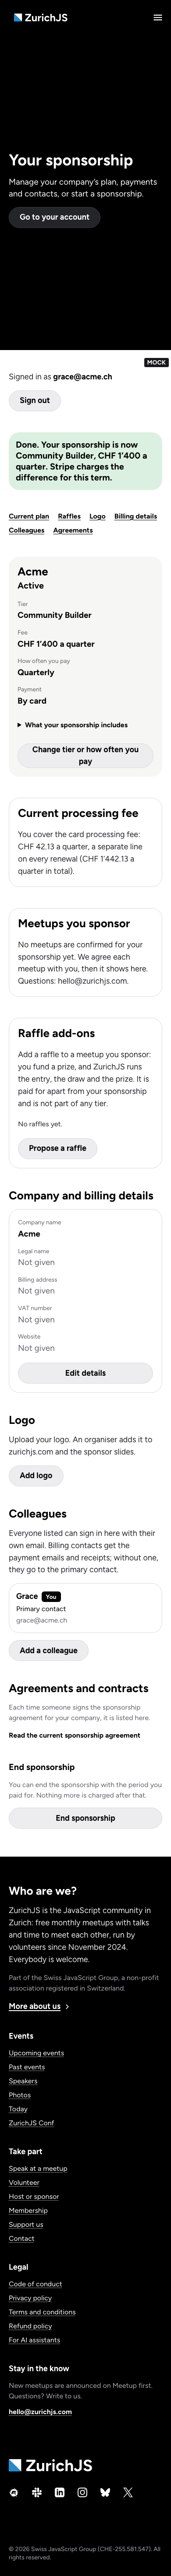 ZurichJS
Your sponsorship
Manage your company's plan, payments
and contacts, or start a sponsorship.
Go to your account
MOCK
Signed in as grace@acme.ch
Sign out
Done. Your sponsorship is now
Community Builder, CHF 1'400 a
quarter. Stripe charges the
difference for this term.
Current plan Raffles Logo Billing details
Colleagues Agreements
Acme
Active
Tier
Community Builder
Fee
CHF 1'400 a quarter
How often you pay
Quarterly
Payment
By card
What your sponsorship includes
Change tier or how often you
pay
Current processing fee
You cover the card processing fee:
CHF 42.13 a quarter, a separate line
on every renewal (CHF 1'442.13 a
quarter in total).
Meetups you sponsor
No meetups are confirmed for your
sponsorship yet. We agree each
meetup with you, then it shows here.
Questions: hello@zurichjs.com.
Raffle add-ons
Add a raffle to a meetup you sponsor:
you fund a prize, and ZurichJS runs
the entry, draw and the prize. It is
paid for apart from your sponsorship
and is not part of any tier.
No raffles yet.
Propose a raffle
Company and billing details
Company name
Acme
Legal name
Not given
Billing address
Not given
VAT number
Not given
Website
Not given
Edit details
Logo
Upload your logo. An organiser adds it to
zurichjs.com and the sponsor slides.
Add logo
Colleagues
Everyone listed can sign in here with their
own email. Billing contacts get the
payment emails and receipts; without one,
they go to the primary contact.
Grace You
Primary contact
grace@acme.ch
Add a colleague
Agreements and contracts
Each time someone signs the sponsorship
agreement for your company, it is listed here.
Read the current sponsorship agreement
End sponsorship
You can end the sponsorship with the period you
paid for. Nothing more is charged after that.
End sponsorship
Who are we?
ZurichJS is the JavaScript community in
Zurich: free monthly meetups with talks
and time to meet each other, run by
volunteers since November 2024.
Everybody is welcome.
Part of the Swiss JavaScript Group, a non-profit
association registered in Switzerland.
More about us
Events
Upcoming events
Past events
Speakers
Photos
Today
ZurichJS Conf
Take part
Speak at a meetup
Volunteer
Host or sponsor
Membership
Support us
Contact
Legal
Code of conduct
Privacy policy
Terms and conditions
Refund policy
For AI assistants
Stay in the know
New meetups are announced on Meetup first.
Questions? Write to us.
hello@zurichjs.com
ZurichJS
© 2026 Swiss JavaScript Group (CHE-255.581.547). All
rights reserved.